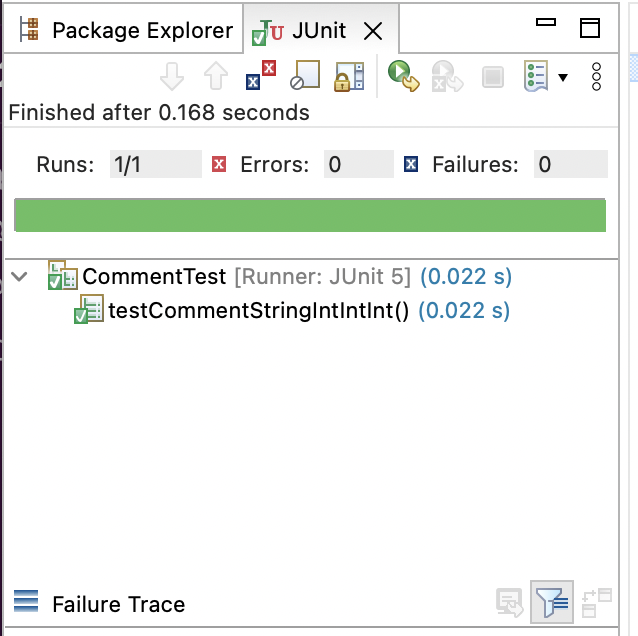 Package Explorer JUnit
Finished after 0.168 seconds
Runs: 1/1 Errors: 0 Failures: 0
CommentTest [Runner: JUnit 5] (0.022 s)
testCommentStringIntIntInt() (0.022 s)
Failure Trace